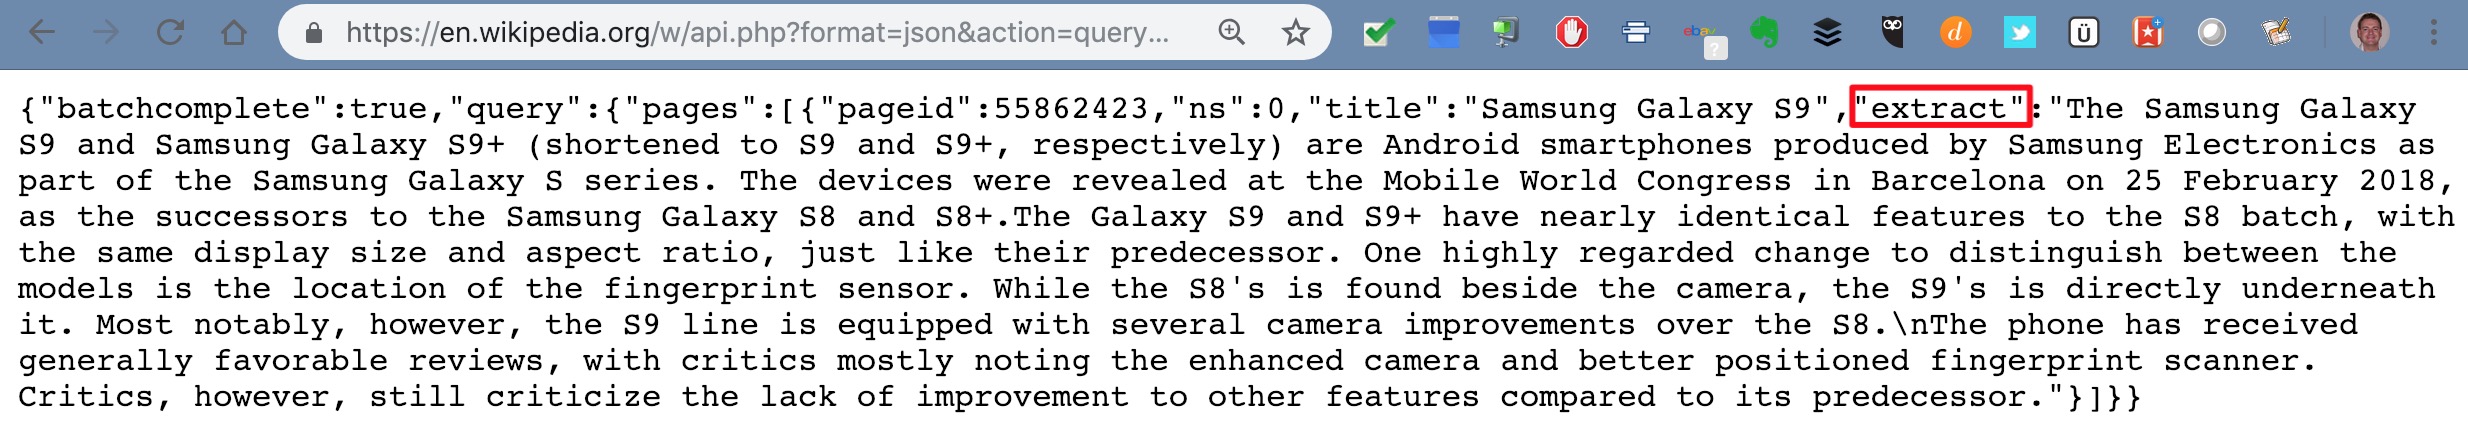 https://en.wikipedia.org/w/api.php?format=json&action=query...
ebay
?
d
Ü
{"batchcomplete":true,"query":{"pages":[{"pageid":55862423,"ns":0,"title":"Samsung Galaxy S9","extract":"The Samsung Galaxy
S9 and Samsung Galaxy S9+ (shortened to S9 and S9+, respectively) are Android smartphones produced by Samsung Electronics as
part of the Samsung Galaxy S series. The devices were revealed at the Mobile World Congress in Barcelona on 25 February 2018,
as the successors to the Samsung Galaxy S8 and S8+.The Galaxy S9 and S9+ have nearly identical features to the S8 batch, with
the same display size and aspect ratio, just like their predecessor. One highly regarded change to distinguish between the
models is the location of the fingerprint sensor. While the S8's is found beside the camera, the S9's is directly underneath
it. Most notably, however, the S9 line is equipped with several camera improvements over the S8.\nThe phone has received
generally favorable reviews, with critics mostly noting the enhanced camera and better positioned fingerprint scanner.
Critics, however, still criticize the lack of improvement to other features compared to its predecessor."}]}}